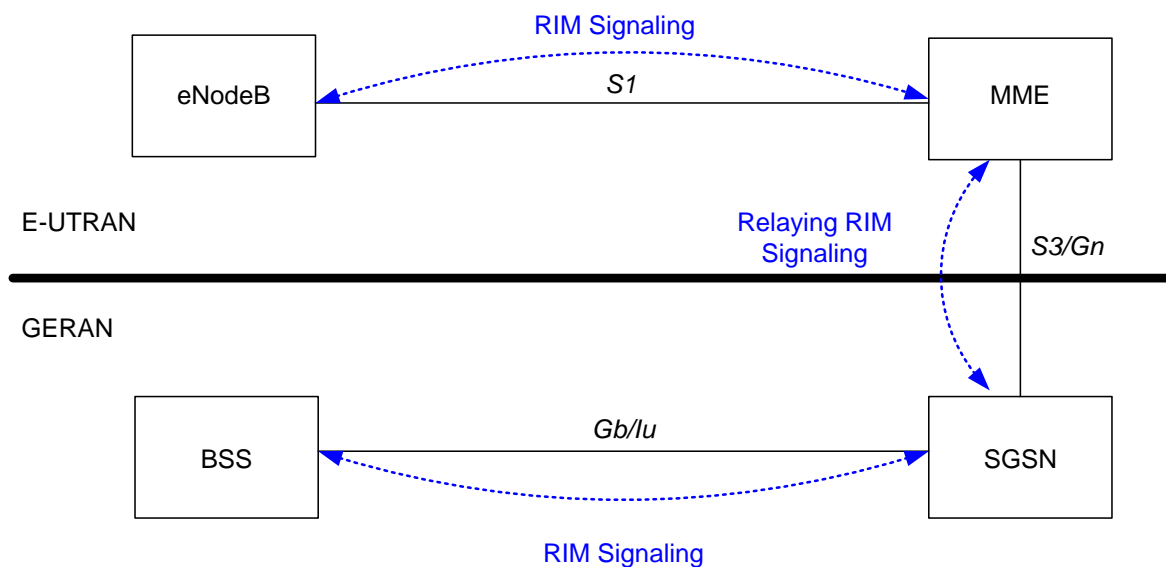 RIM Signaling
eNodeB
S1
MME
E-UTRAN
Relaying RIM
Signaling
S3/Gn
GERAN
BSS
Gb/Iu
SGSN
RIM Signaling